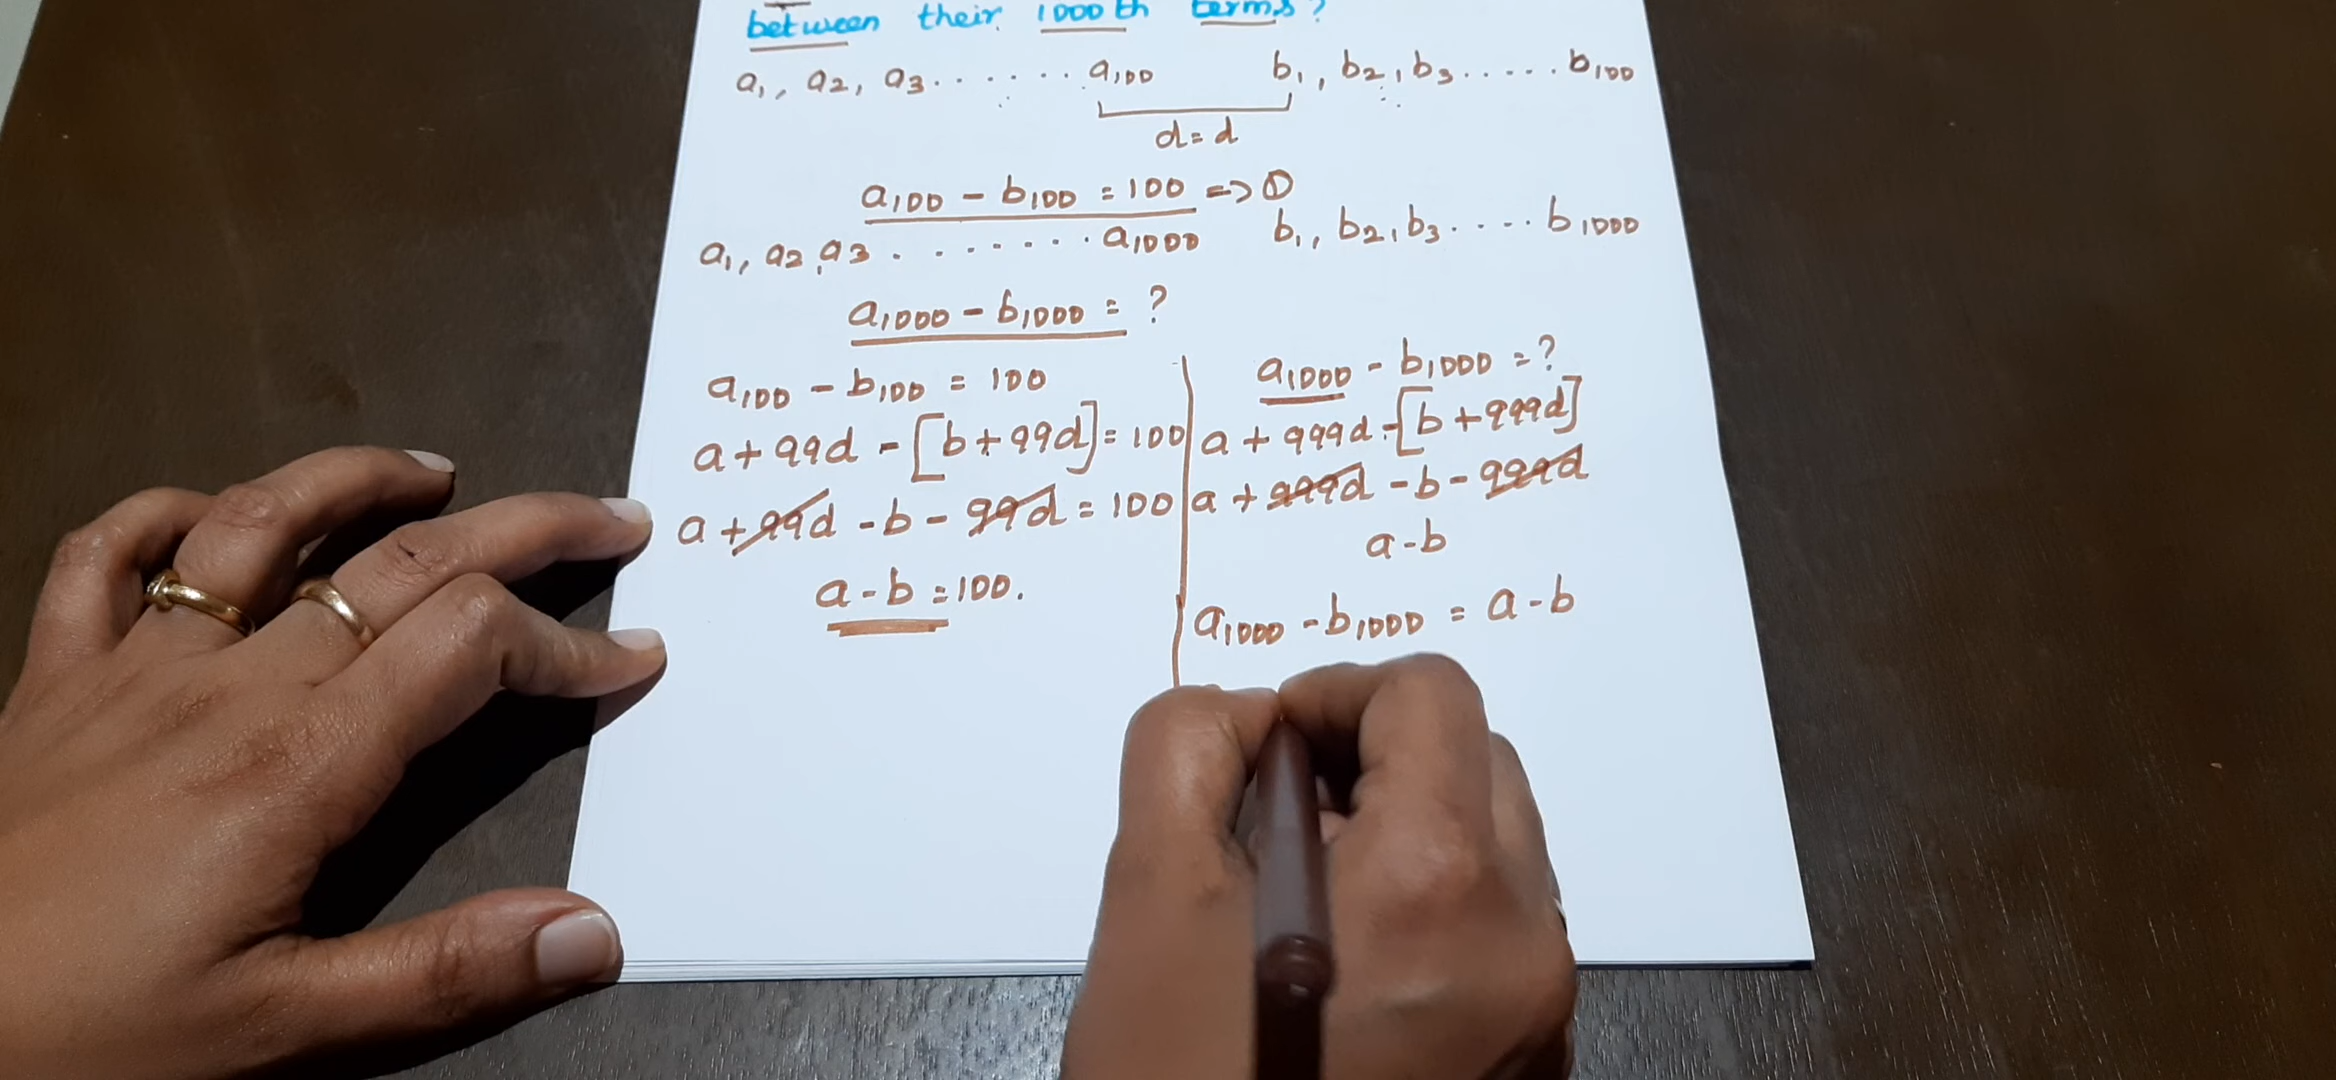 between their 1000th terms?
a₁, a₂, a₃ . . . . . . . a₁₀₀ b₁, b₂, b₃ . . . . . b₁₀₀
d = d
a₁₀₀ - b₁₀₀ = 100 => ①
a₁, a₂, a₃ . . . . . . . . a₁₀₀₀ b₁, b₂, b₃ . . . . b₁₀₀₀
a₁₀₀₀ - b₁₀₀₀ = ?
a₁₀₀ - b₁₀₀ = 100
a + 99d - [b + 99d] = 100
a + 99d - b - 99d = 100
a - b = 100.
a₁₀₀₀ - b₁₀₀₀ = ?
a + 999d - [b + 999d]
a + 999d - b - 999d
a - b
a₁₀₀₀ - b₁₀₀₀ = a - b